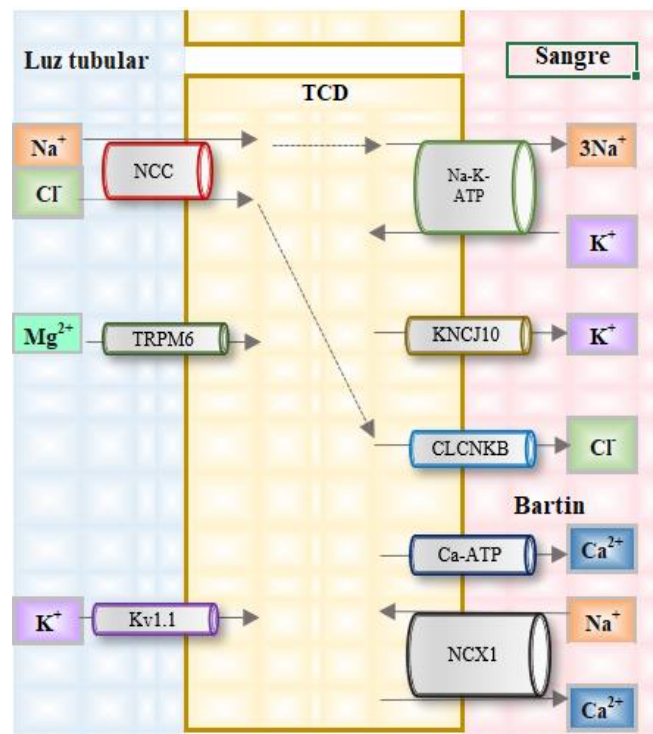 Luz tubular
Sangre
TCD
Na⁺
NCC
Na-K-
ATP
3Na⁺
Cl⁻
K⁺
Mg²⁺
TRPM6
KNCJ10
K⁺
CLCNKB
Cl⁻
Bartin
Ca-ATP
Ca²⁺
K⁺
Kv1.1
Na⁺
NCX1
Ca²⁺